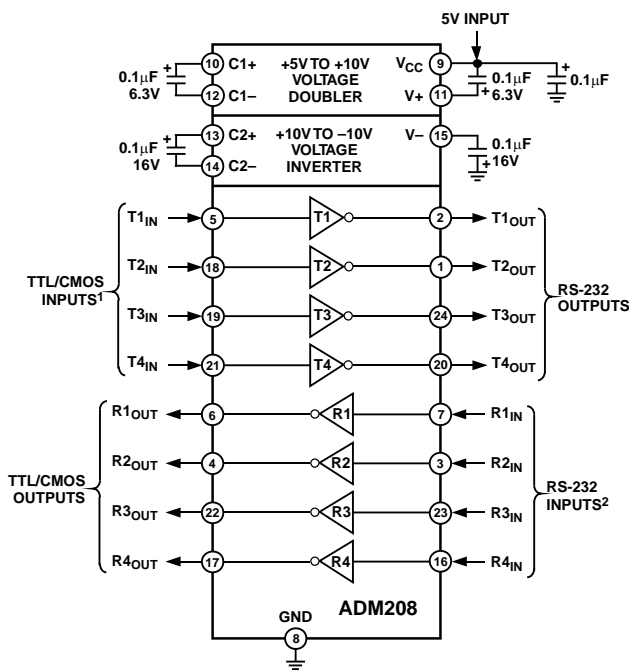 5V INPUT
0.1µF
6.3V
+
10
C1+
12
C1–
+5V TO +10V
VOLTAGE
DOUBLER
VCC
9
V+
11
+
0.1µF
6.3V
+
0.1µF
0.1µF
16V
+
13
C2+
14
C2–
+10V TO –10V
VOLTAGE
INVERTER
V–
15
0.1µF
+16V
TTL/CMOS
INPUTS1
T1IN
5
T1
2
T1OUT
T2IN
18
T2
1
T2OUT
T3IN
19
T3
24
T3OUT
T4IN
21
T4
20
T4OUT
RS-232
OUTPUTS
TTL/CMOS
OUTPUTS
R1OUT
6
R1
7
R1IN
R2OUT
4
R2
3
R2IN
R3OUT
22
R3
23
R3IN
R4OUT
17
R4
16
R4IN
RS-232
INPUTS2
GND
8
ADM208